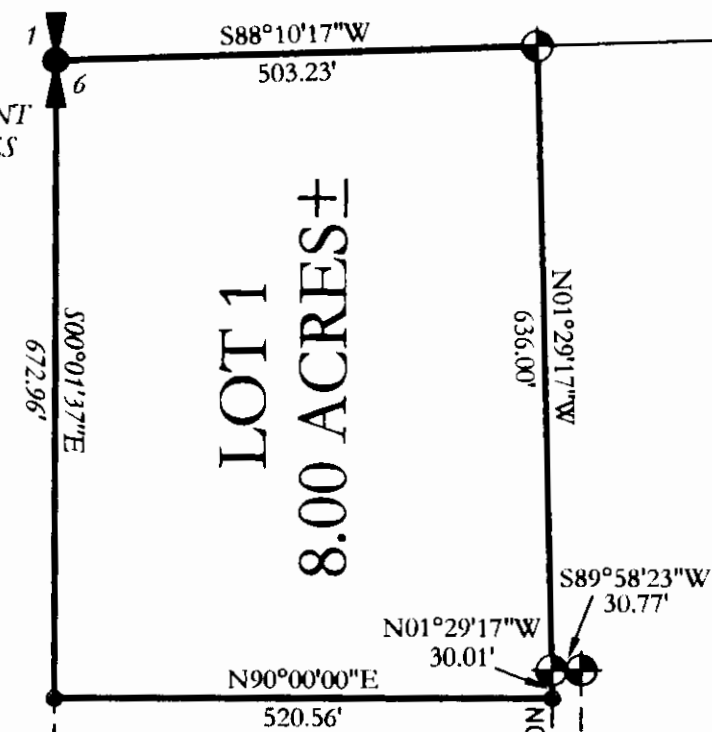 1
S88°10'17"W
503.23'
6
NT
ES
LOT 1
8.00 ACRES±
S00°01'37"E
672.96'
N01°29'17"W
636.00'
S89°58'23"W
30.77'
N01°29'17"W
30.01'
N90°00'00"E
520.56'
NO